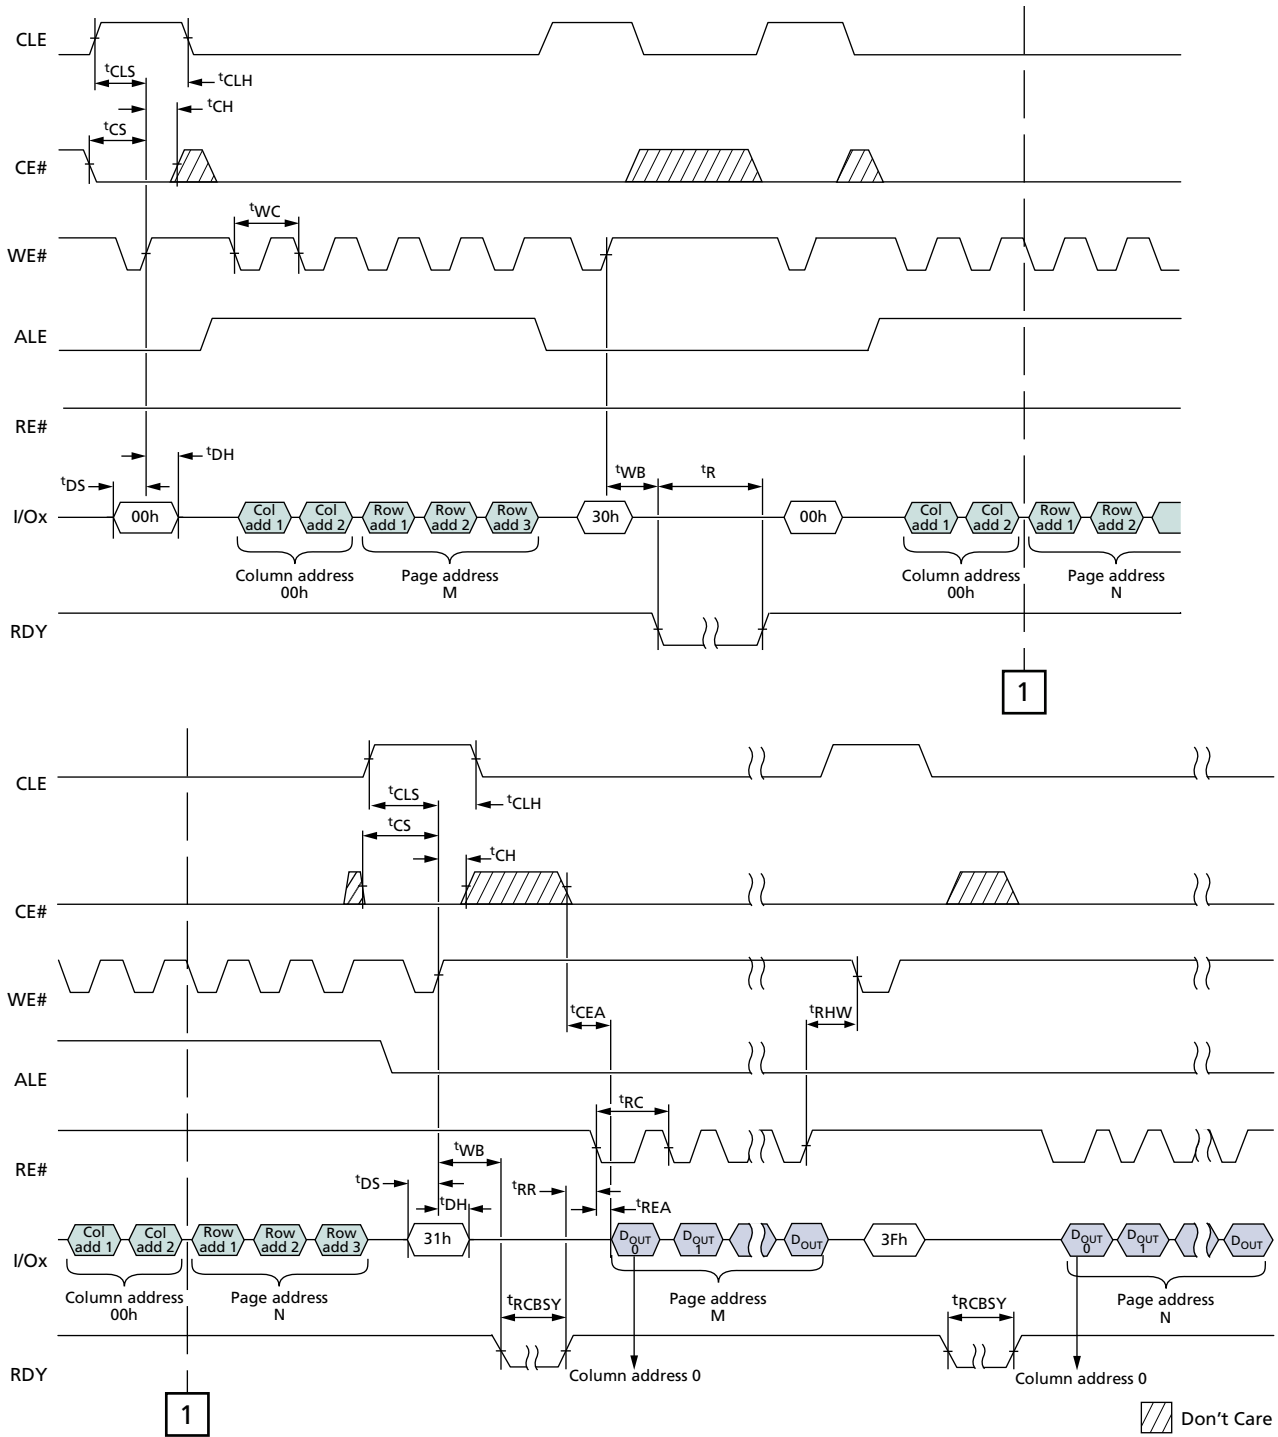 CLE
tCLS
tCLH
tCH
tCS
CE#
tWC
WE#
ALE
RE#
tDH
tDS
tWB
tR
I/Ox
00h
Col add 1
Col add 2
Row add 1
Row add 2
Row add 3
30h
00h
Col add 1
Col add 2
Row add 1
Row add 2
Column address
00h
Page address
M
Column address
00h
Page address
N
RDY
1
CLE
tCLS
tCLH
tCS
tCH
CE#
WE#
tCEA
tRHW
ALE
tRC
RE#
tWB
tDS
tDH
tRR
tREA
I/Ox
Col add 1
Col add 2
Row add 1
Row add 2
Row add 3
31h
DOUT 0
DOUT 1
DOUT
3Fh
DOUT 0
DOUT 1
DOUT
Column address
00h
Page address
N
tRCBSY
Page address
M
tRCBSY
Page address
N
RDY
Column address 0
Column address 0
1
Don't Care